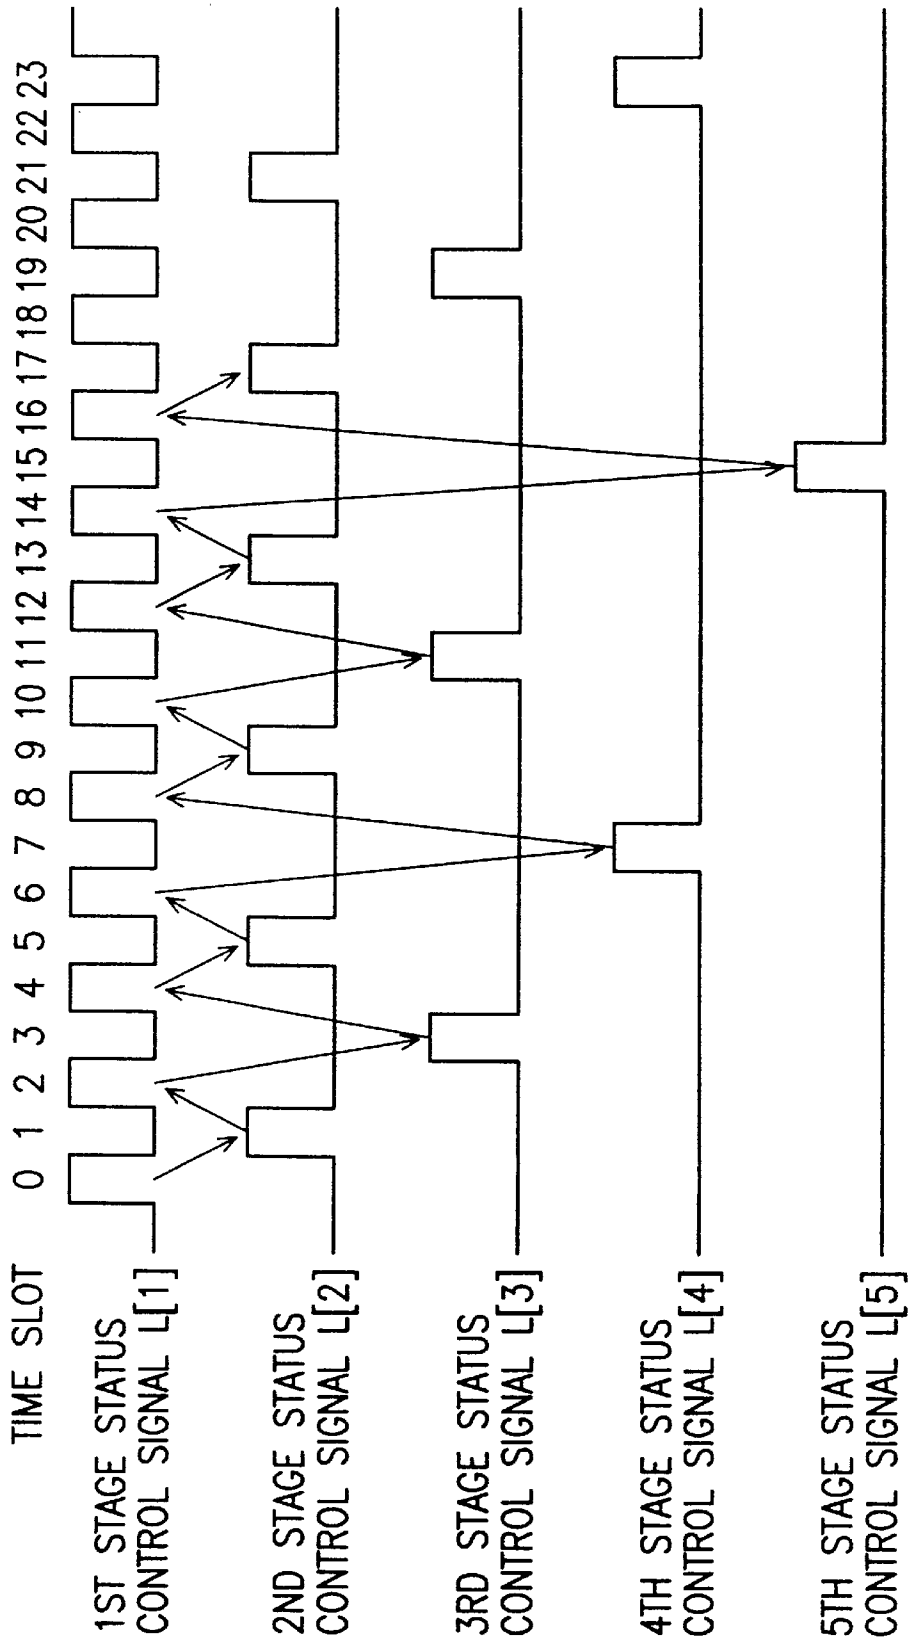 TIME SLOT 0 1 2 3 4 5 6 7 8 9 10 11 12 13 14 15 16 17 18 19 20 21 22 23
1ST STAGE STATUS
CONTROL SIGNAL L[1]
2ND STAGE STATUS
CONTROL SIGNAL L[2]
3RD STAGE STATUS
CONTROL SIGNAL L[3]
4TH STAGE STATUS
CONTROL SIGNAL L[4]
5TH STAGE STATUS
CONTROL SIGNAL L[5]